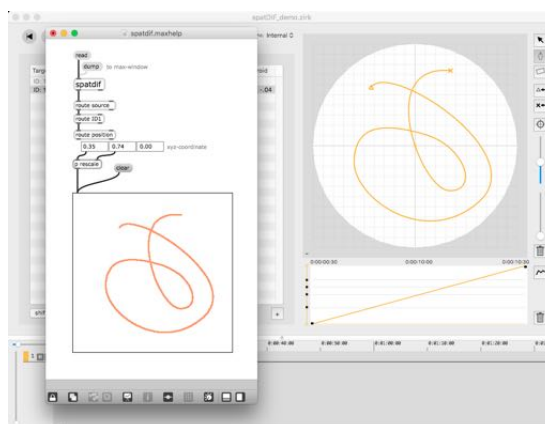 spatDIF_demo.zirk
spatdif.maxhelp
Internal
read
dump to max-window
spatdif
route source
route ID1
route position
0.35 0.74 0.00 xyz-coordinate
p rescale
clear
-.04
0:00:00:00 0:00:10:00 0:00:10:30
0:00:40:00 0:00:50:00 0:01:00:00 0:01:10:00 0:01:20:00
1